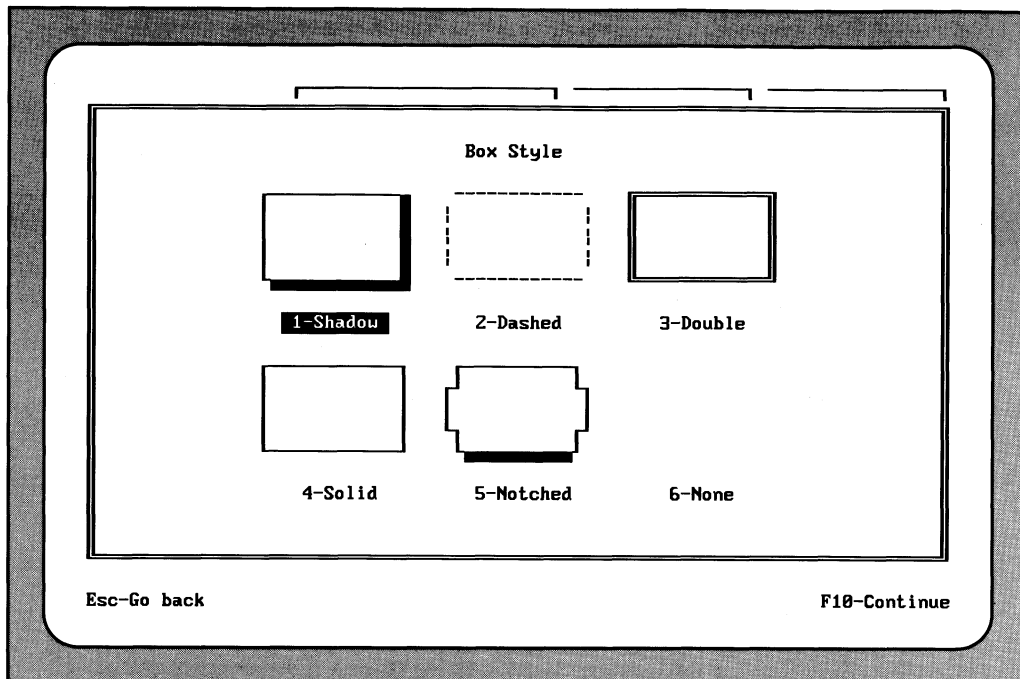 Box Style
1-Shadow 2-Dashed 3-Double
4-Solid 5-Notched 6-None
Esc-Go back F10-Continue